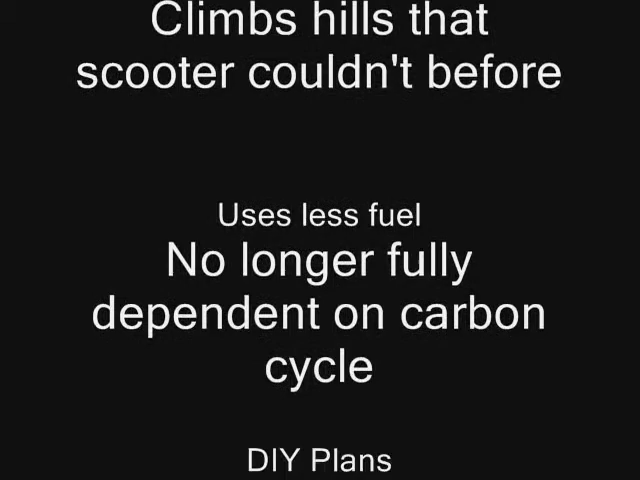 Climbs hills that
scooter couldn't before
Uses less fuel
No longer fully
dependent on carbon
cycle
DIY Plans